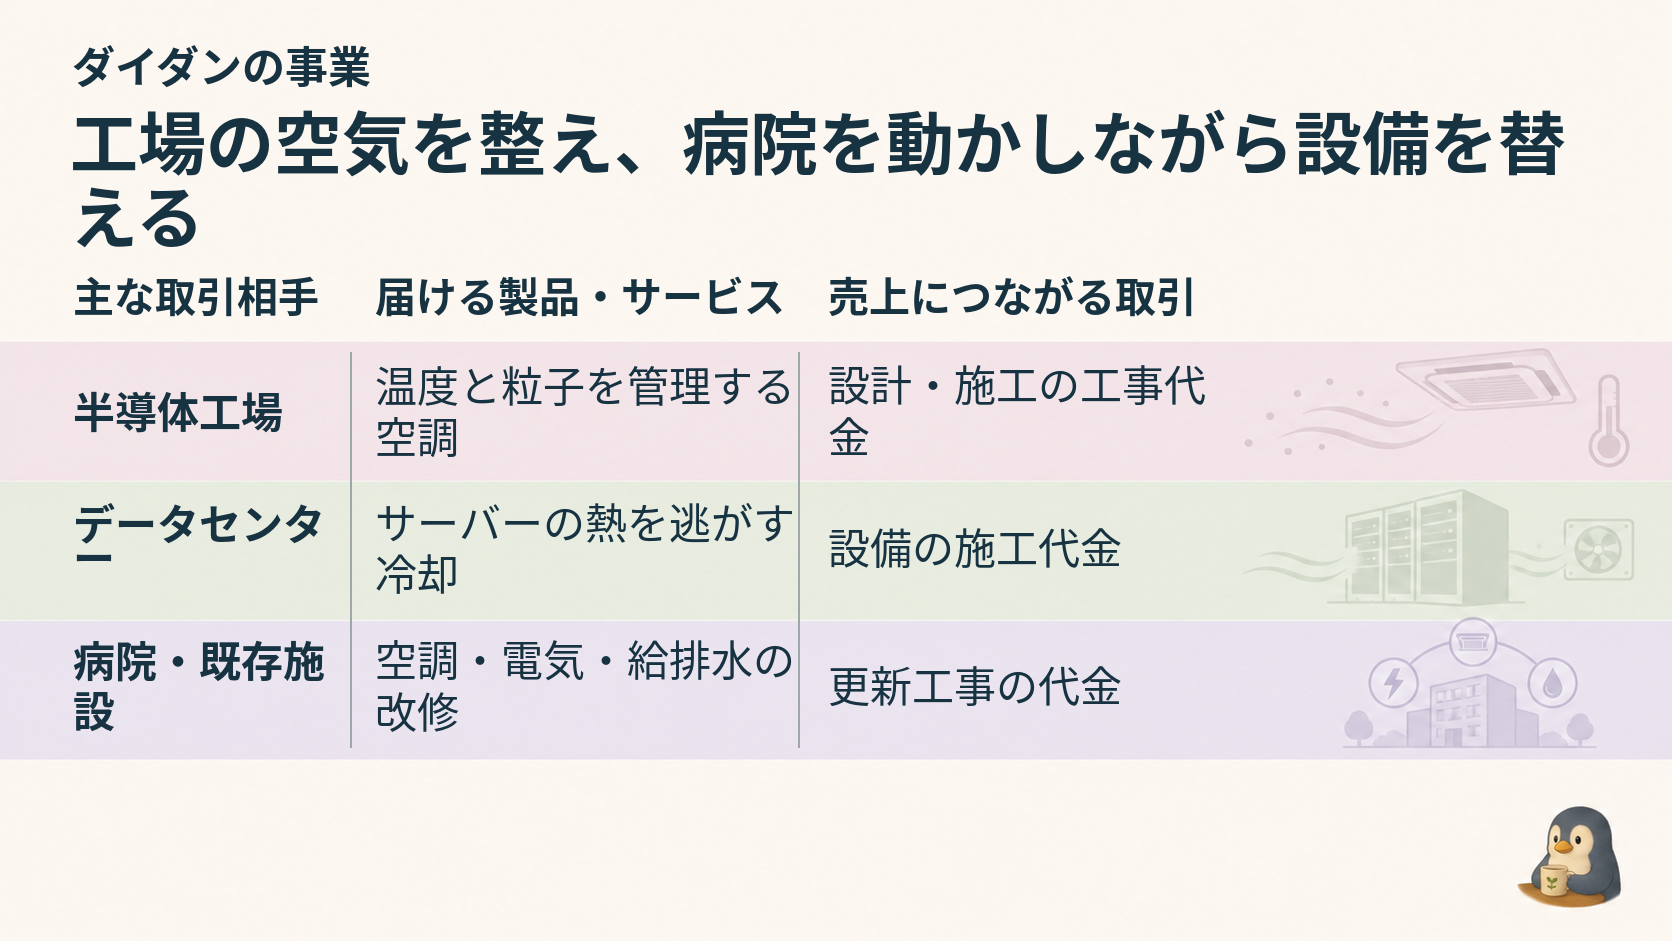 ダイダンの事業
工場の空気を整え、病院を動かしながら設備を替
える
主な取引相手 届ける製品・サービス 売上につながる取引
半導体工場
温度と粒子を管理する
空調
設計・施工の工事代
金
データセンタ
ー
サーバーの熱を逃がす
冷却
設備の施工代金
病院・既存施
設
空調・電気・給排水の
改修
更新工事の代金